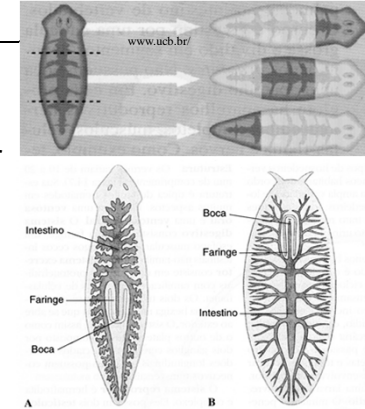 www.ucb.br/
Intestino
Faringe
Boca
A
Boca
Faringe
Intestino
B